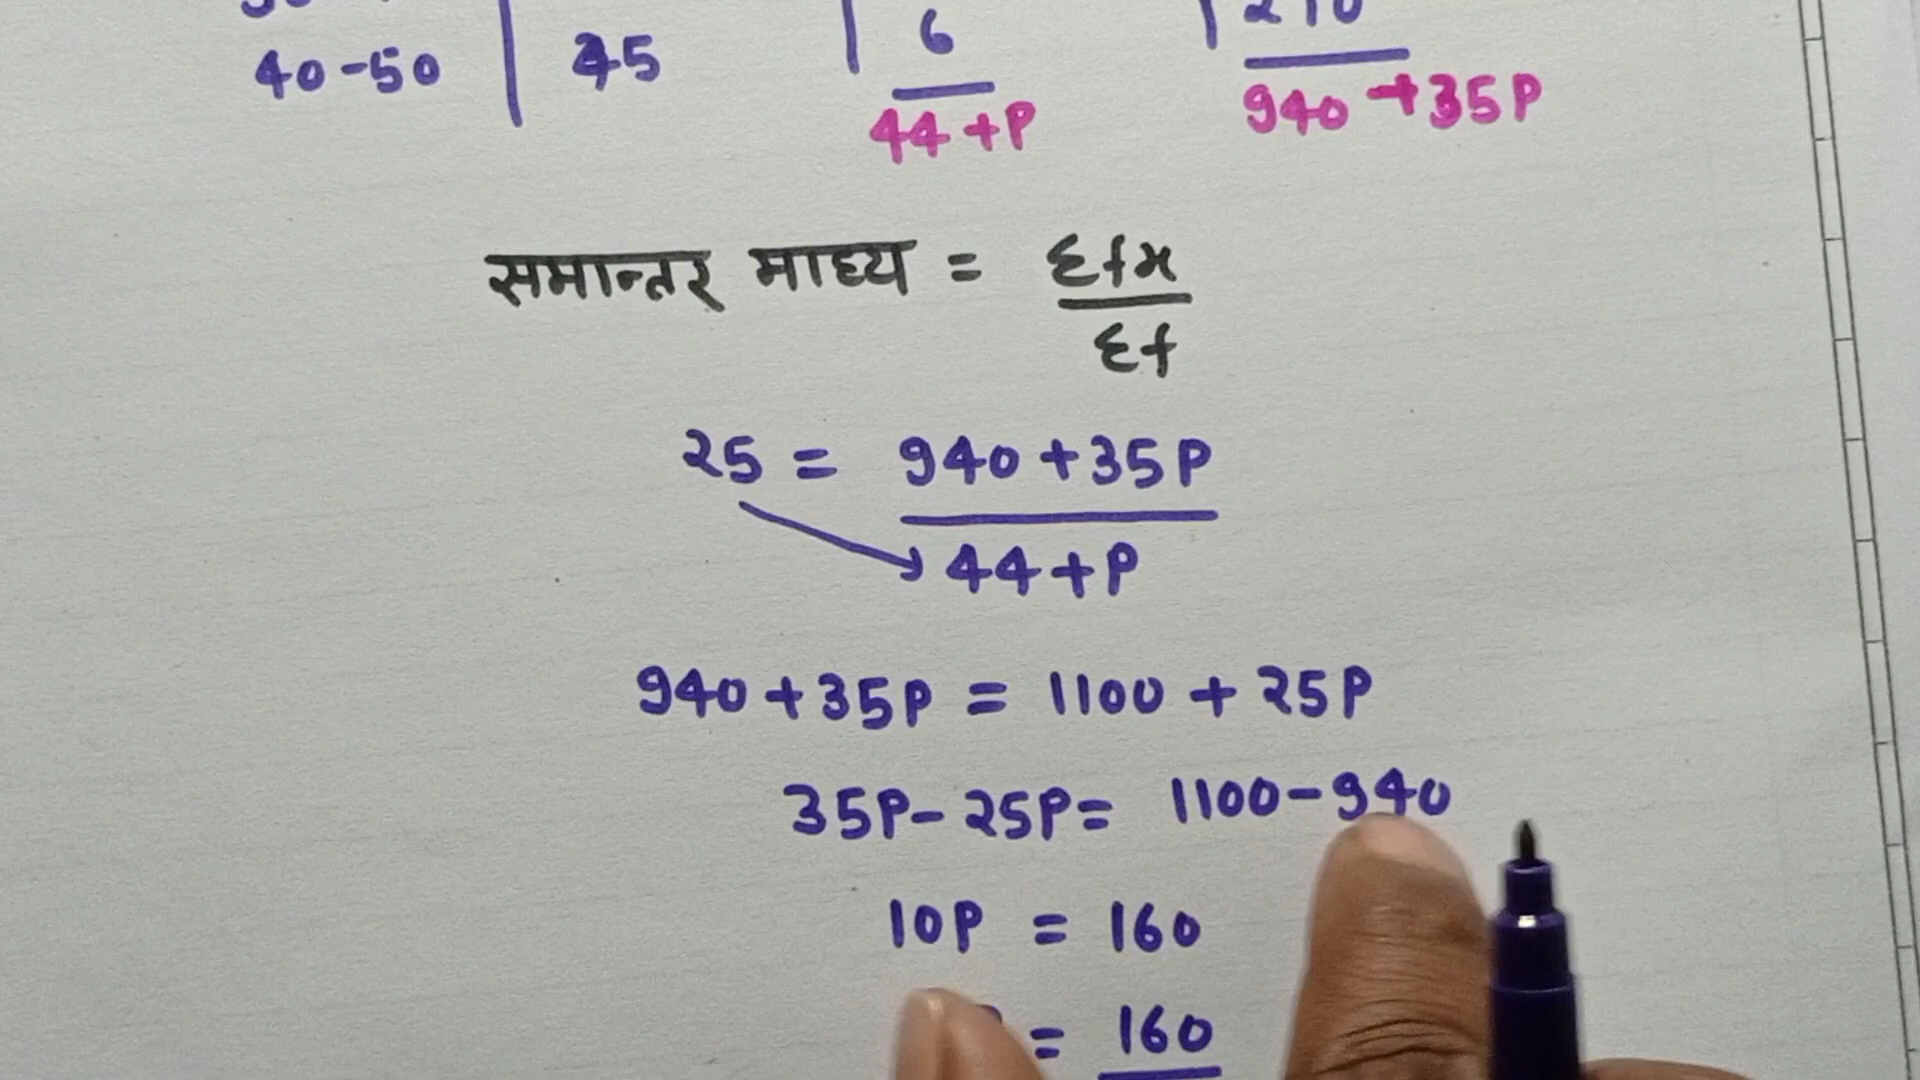 40-50 45 6
44+P 940+35P
समान्तर माध्य = Σfx
Σf
25 = 940+35P
44+P
940+35P = 1100+25P
35P-25P= 1100-940
10P = 160
= 160